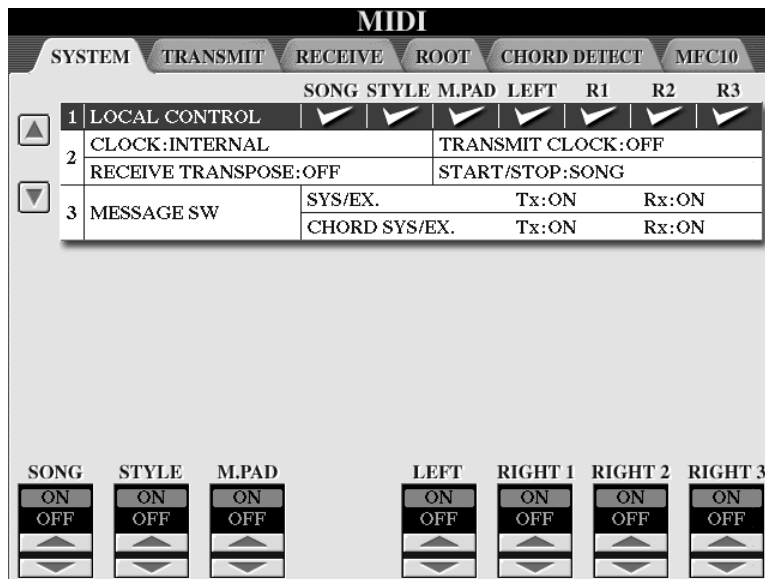 MIDI
SYSTEM TRANSMIT RECEIVE ROOT CHORD DETECT MFC10
SONG STYLE M.PAD LEFT R1 R2 R3
1 LOCAL CONTROL
2 CLOCK:INTERNAL TRANSMIT CLOCK:OFF
RECEIVE TRANSPOSE:OFF START/STOP:SONG
3 MESSAGE SW SYS/EX. Tx:ON Rx:ON
CHORD SYS/EX. Tx:ON Rx:ON
SONG STYLE M.PAD LEFT RIGHT 1 RIGHT 2 RIGHT 3
ON ON ON ON ON ON ON
OFF OFF OFF OFF OFF OFF OFF